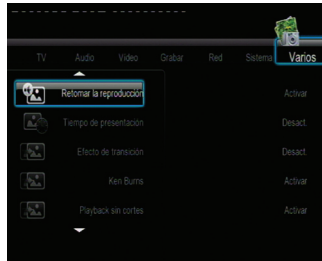 TV Audio Vídeo Grabar Red Sistema Varios
Retomar la reproducción Activar
Tiempo de presentación Desact.
Efecto de transición Desact.
Ken Burns Activar
Playback sin cortes Activar